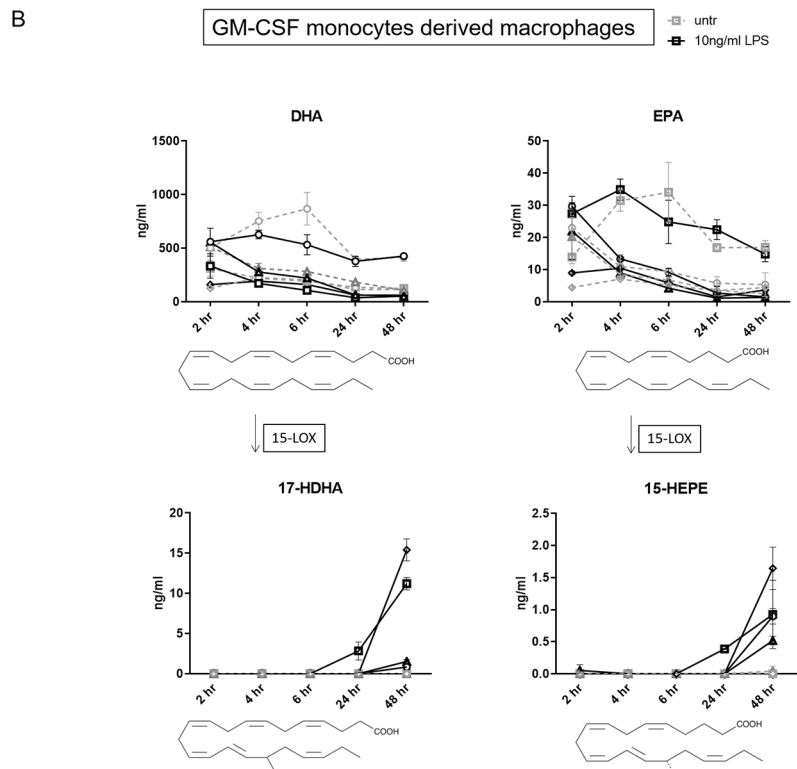 B
GM-CSF monocytes derived macrophages
untr
10ng/ml LPS
DHA
ng/ml
1500
1000
500
0
2 hr
4 hr
6 hr
24 hr
48 hr
COOH
EPA
ng/ml
50
40
30
20
10
0
2 hr
4 hr
6 hr
24 hr
48 hr
COOH
15-LOX
15-LOX
17-HDHA
ng/ml
20
15
10
5
0
2 hr
4 hr
6 hr
24 hr
48 hr
COOH
15-HEPE
ng/ml
2.5
2.0
1.5
1.0
0.5
0.0
2 hr
4 hr
6 hr
24 hr
48 hr
COOH